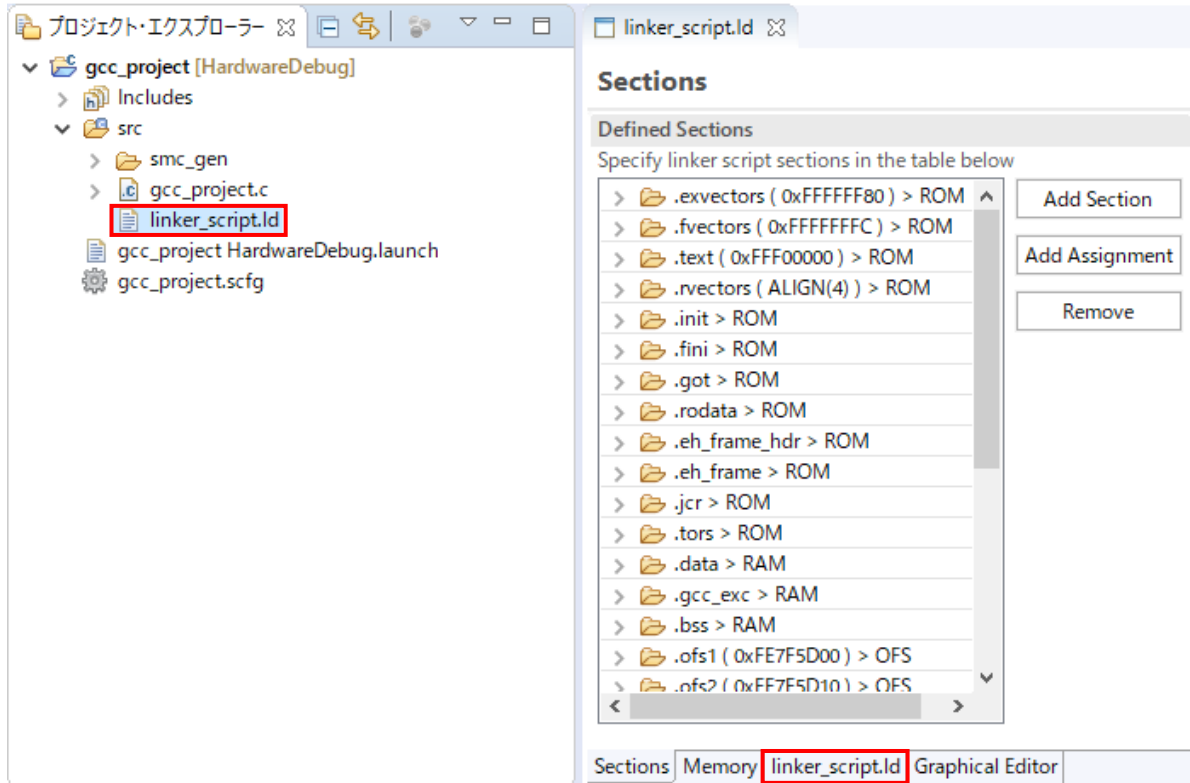 プロジェクト・エクスプローラー
gcc_project [HardwareDebug]
Includes
src
smc_gen
gcc_project.c
linker_script.ld
gcc_project HardwareDebug.launch
gcc_project.scfg
linker_script.ld
Sections
Defined Sections
Specify linker script sections in the table below
.exvectors ( 0xFFFFFF80 ) > ROM
.fvectors ( 0xFFFFFFFC ) > ROM
.text ( 0xFFF00000 ) > ROM
.rvectors ( ALIGN(4) ) > ROM
.init > ROM
.fini > ROM
.got > ROM
.rodata > ROM
.eh_frame_hdr > ROM
.eh_frame > ROM
.jcr > ROM
.tors > ROM
.data > RAM
.gcc_exc > RAM
.bss > RAM
.ofs1 ( 0xFE7F5D00 ) > OFS
.ofs2 ( 0xFE7F5D10 ) > OFS
Add Section
Add Assignment
Remove
Sections
Memory
linker_script.ld
Graphical Editor